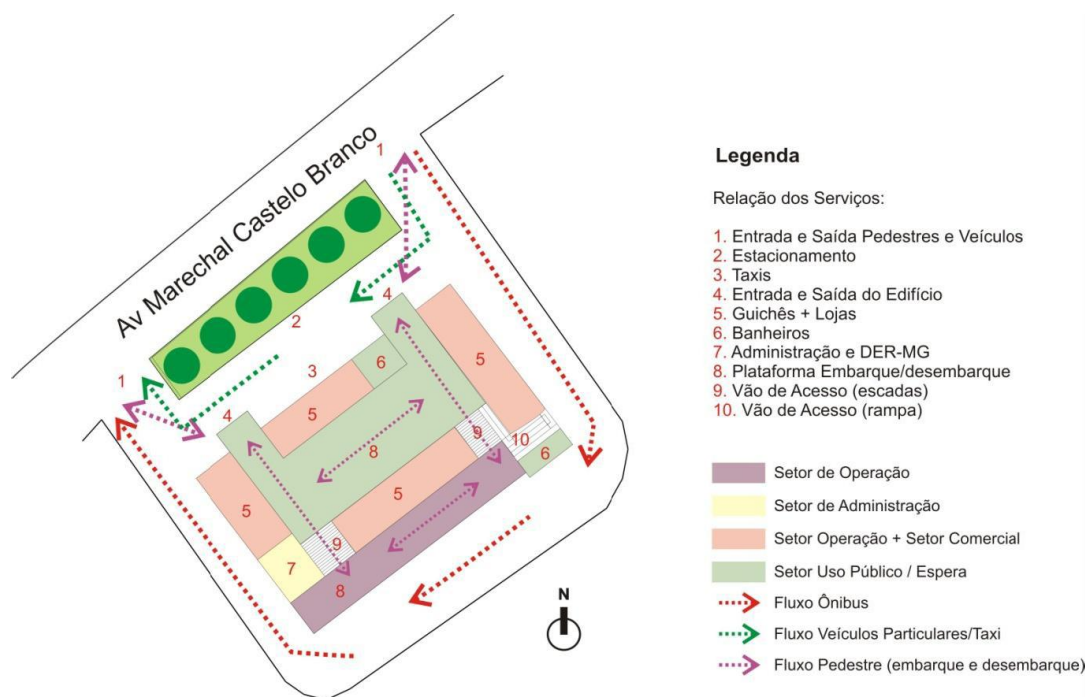 Av Marechal Castelo Branco
1
2
1
3
4
4
5
6
5
8
5
5
9
10
6
9
7
8
N
Legenda
Relação dos Serviços:
1. Entrada e Saída Pedestres e Veículos
2. Estacionamento
3. Taxis
4. Entrada e Saída do Edifício
5. Guichês + Lojas
6. Banheiros
7. Administração e DER-MG
8. Plataforma Embarque/desembarque
9. Vão de Acesso (escadas)
10. Vão de Acesso (rampa)
Setor de Operação
Setor de Administração
Setor Operação + Setor Comercial
Setor Uso Público / Espera
Fluxo Ônibus
Fluxo Veículos Particulares/Taxi
Fluxo Pedestre (embarque e desembarque)